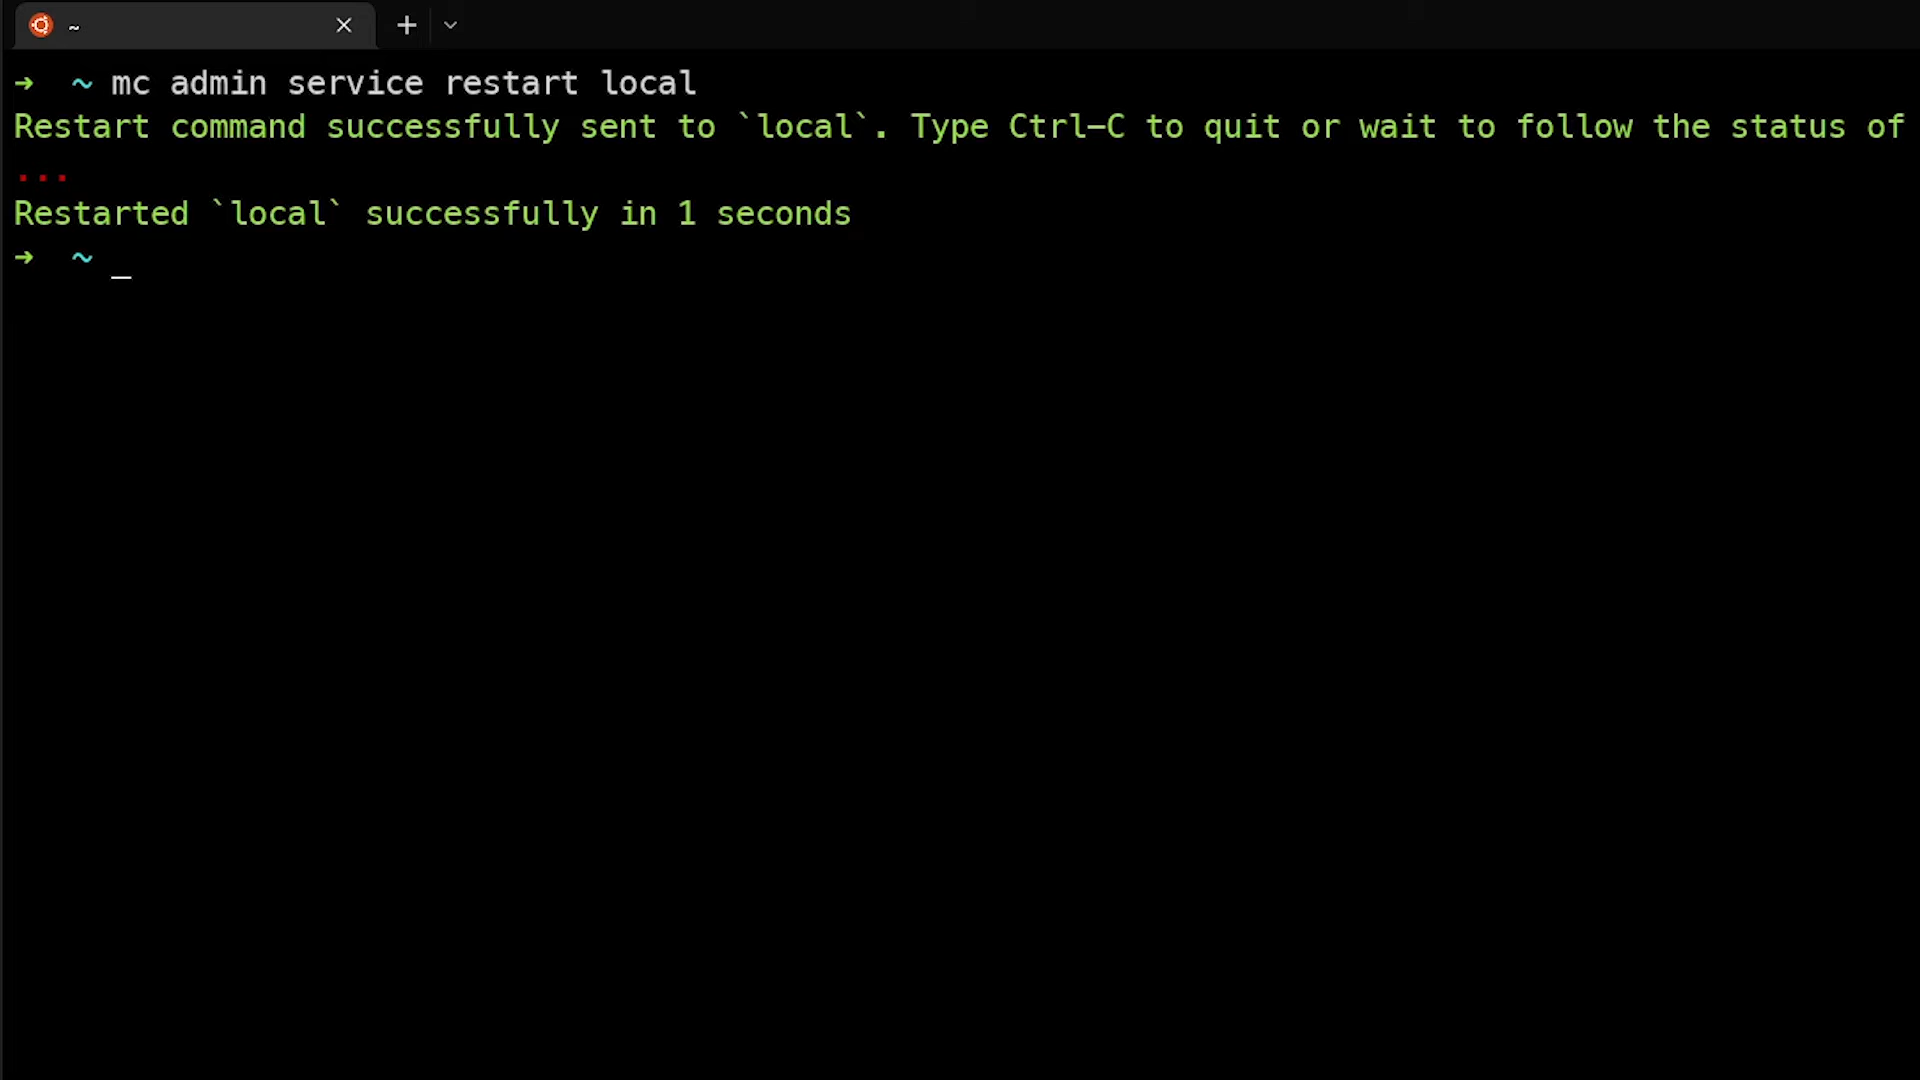 ~
➜ ~ mc admin service restart local
Restart command successfully sent to `local`. Type Ctrl-C to quit or wait to follow the status of
...
Restarted `local` successfully in 1 seconds
➜ ~ _